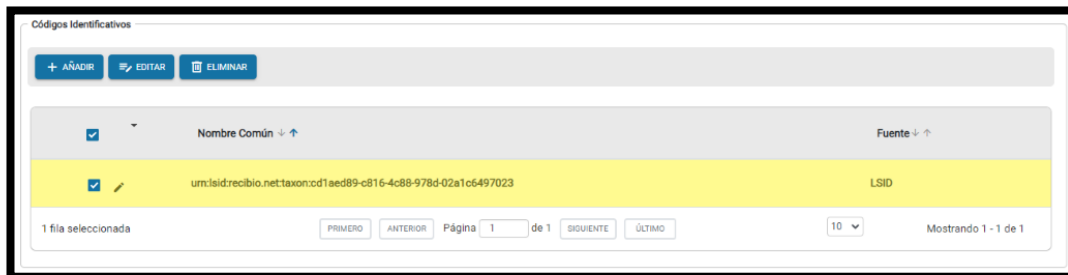 Códigos Identificativos
+ AÑADIR EDITAR ELIMINAR
Nombre Común ↓ ↑ Fuente ↓ ↑
urn:lsid:recibio.net:taxon:cd1aed89-c816-4c88-978d-02a1c6497023 LSID
1 fila seleccionada PRIMERO ANTERIOR Página 1 de 1 SIGUIENTE ÚLTIMO 10 Mostrando 1 - 1 de 1